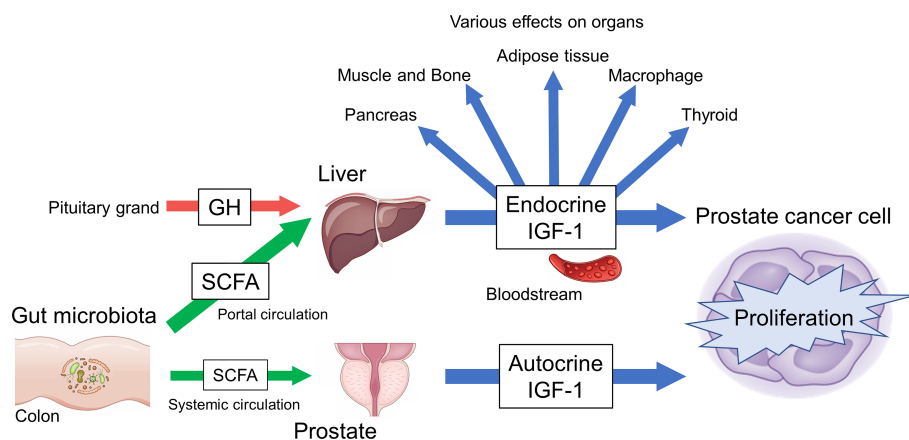 Various effects on organs
Adipose tissue
Muscle and Bone
Macrophage
Pancreas
Thyroid
Liver
Pituitary grand
GH
Endocrine
IGF-1
Prostate cancer cell
SCFA
Portal circulation
Bloodstream
Gut microbiota
Proliferation
SCFA
Systemic circulation
Autocrine
IGF-1
Colon
Prostate